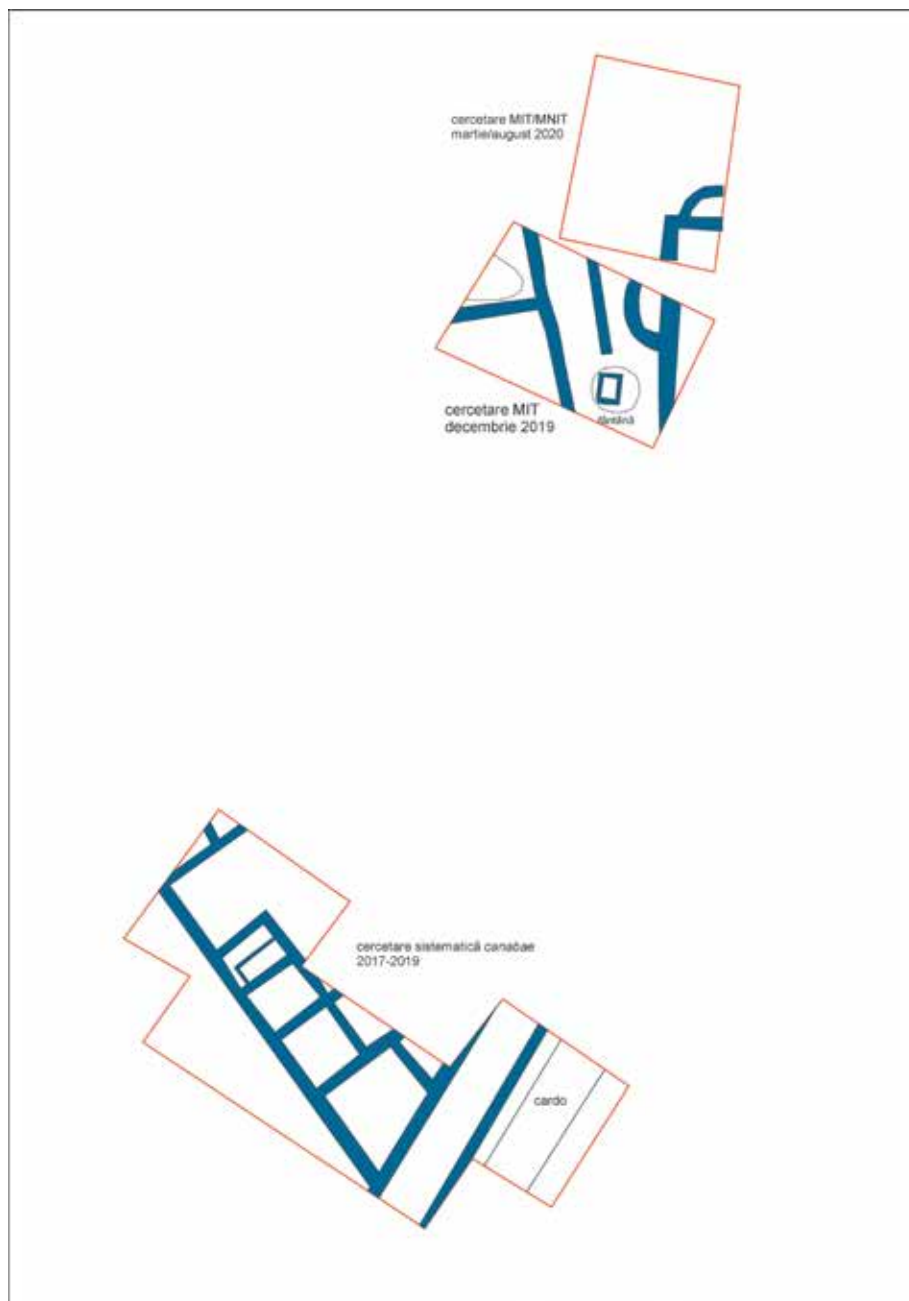 cercetare MIT/MNIT
martie/august 2020
cercetare MIT
decembrie 2019
fântână
cercetare sistematică canabae
2017-2019
cardo